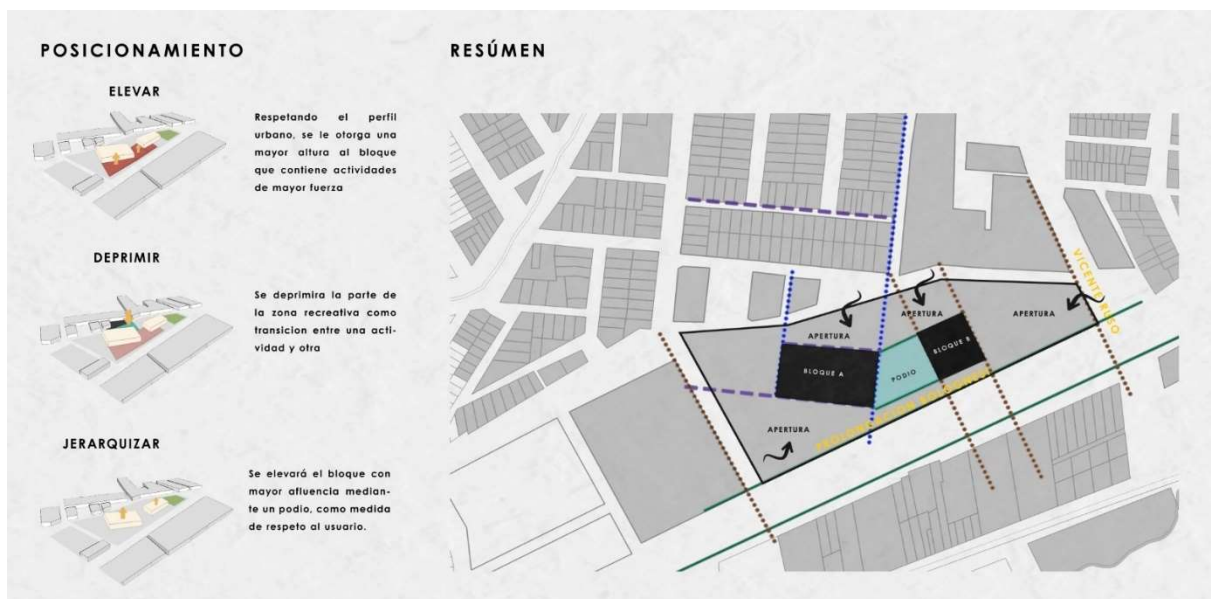 POSICIONAMIENTO
ELEVAR
Respetando el perfil
urbano, se le otorga una
mayor altura al bloque
que contiene actividades
de mayor fuerza
DEPRIMIR
Se deprimira la parte de
la zona recreativa como
transicion entre una acti-
vidad y otra
JERARQUIZAR
Se elevará el bloque con
mayor afluencia median-
te un podio, como medida
de respeto al usuario.
RESÚMEN
VICENTE RUSO
APERTURA
APERTURA
APERTURA
BLOQUE A
PODIO
BLOQUE B
APERTURA